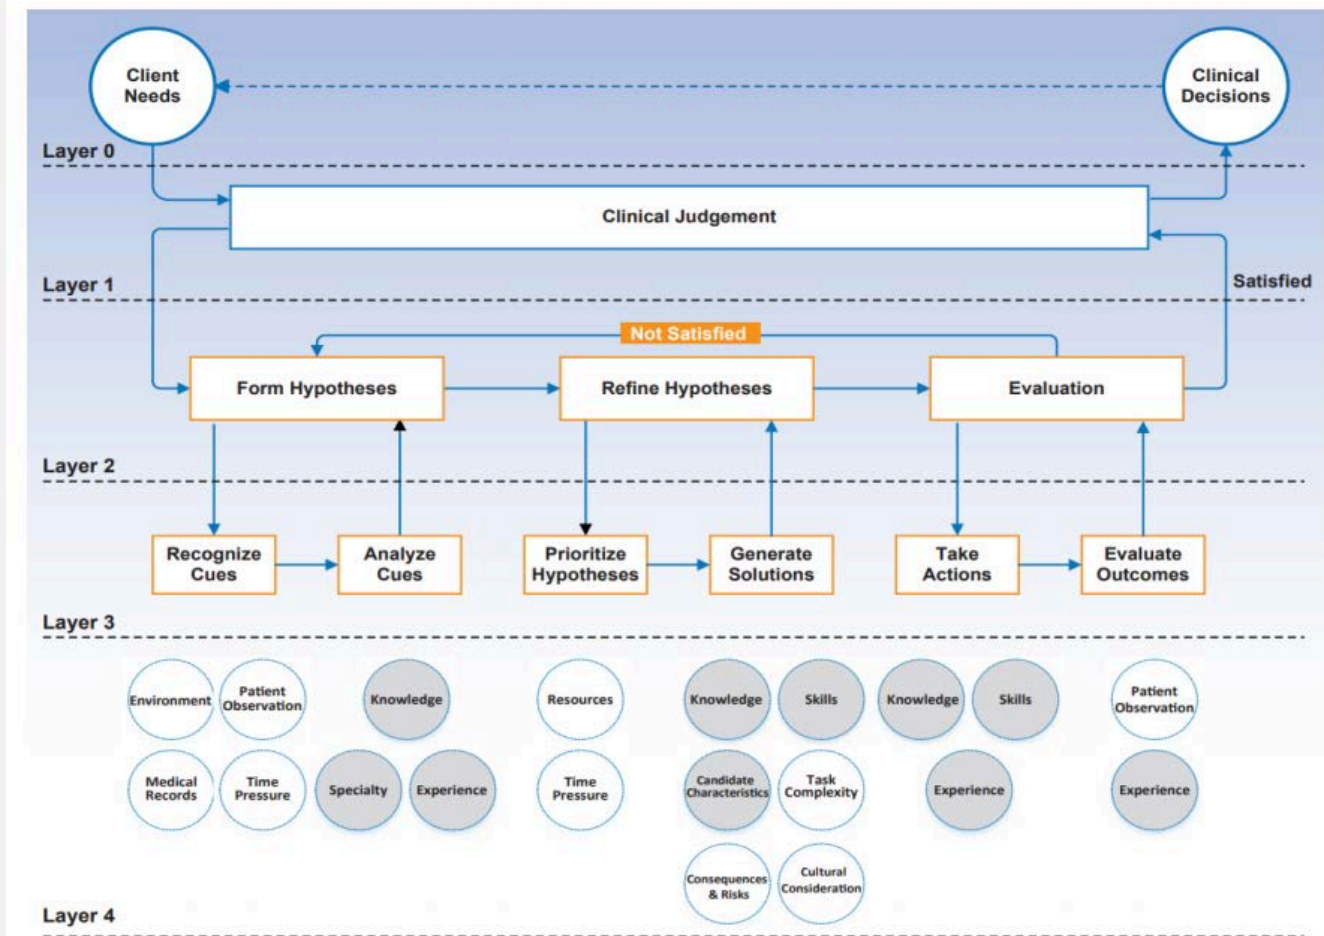 Client
Needs
Clinical
Decisions
Layer 0
Clinical Judgement
Layer 1
Satisfied
Not Satisfied
Form Hypotheses
Refine Hypotheses
Evaluation
Layer 2
Recognize
Cues
Analyze
Cues
Prioritize
Hypotheses
Generate
Solutions
Take
Actions
Evaluate
Outcomes
Layer 3
Environment
Patient
Observation
Knowledge
Resources
Knowledge
Skills
Knowledge
Skills
Patient
Observation
Medical
Records
Time
Pressure
Specialty
Experience
Time
Pressure
Candidate
Characteristics
Task
Complexity
Experience
Experience
Consequences
& Risks
Cultural
Consideration
Layer 4